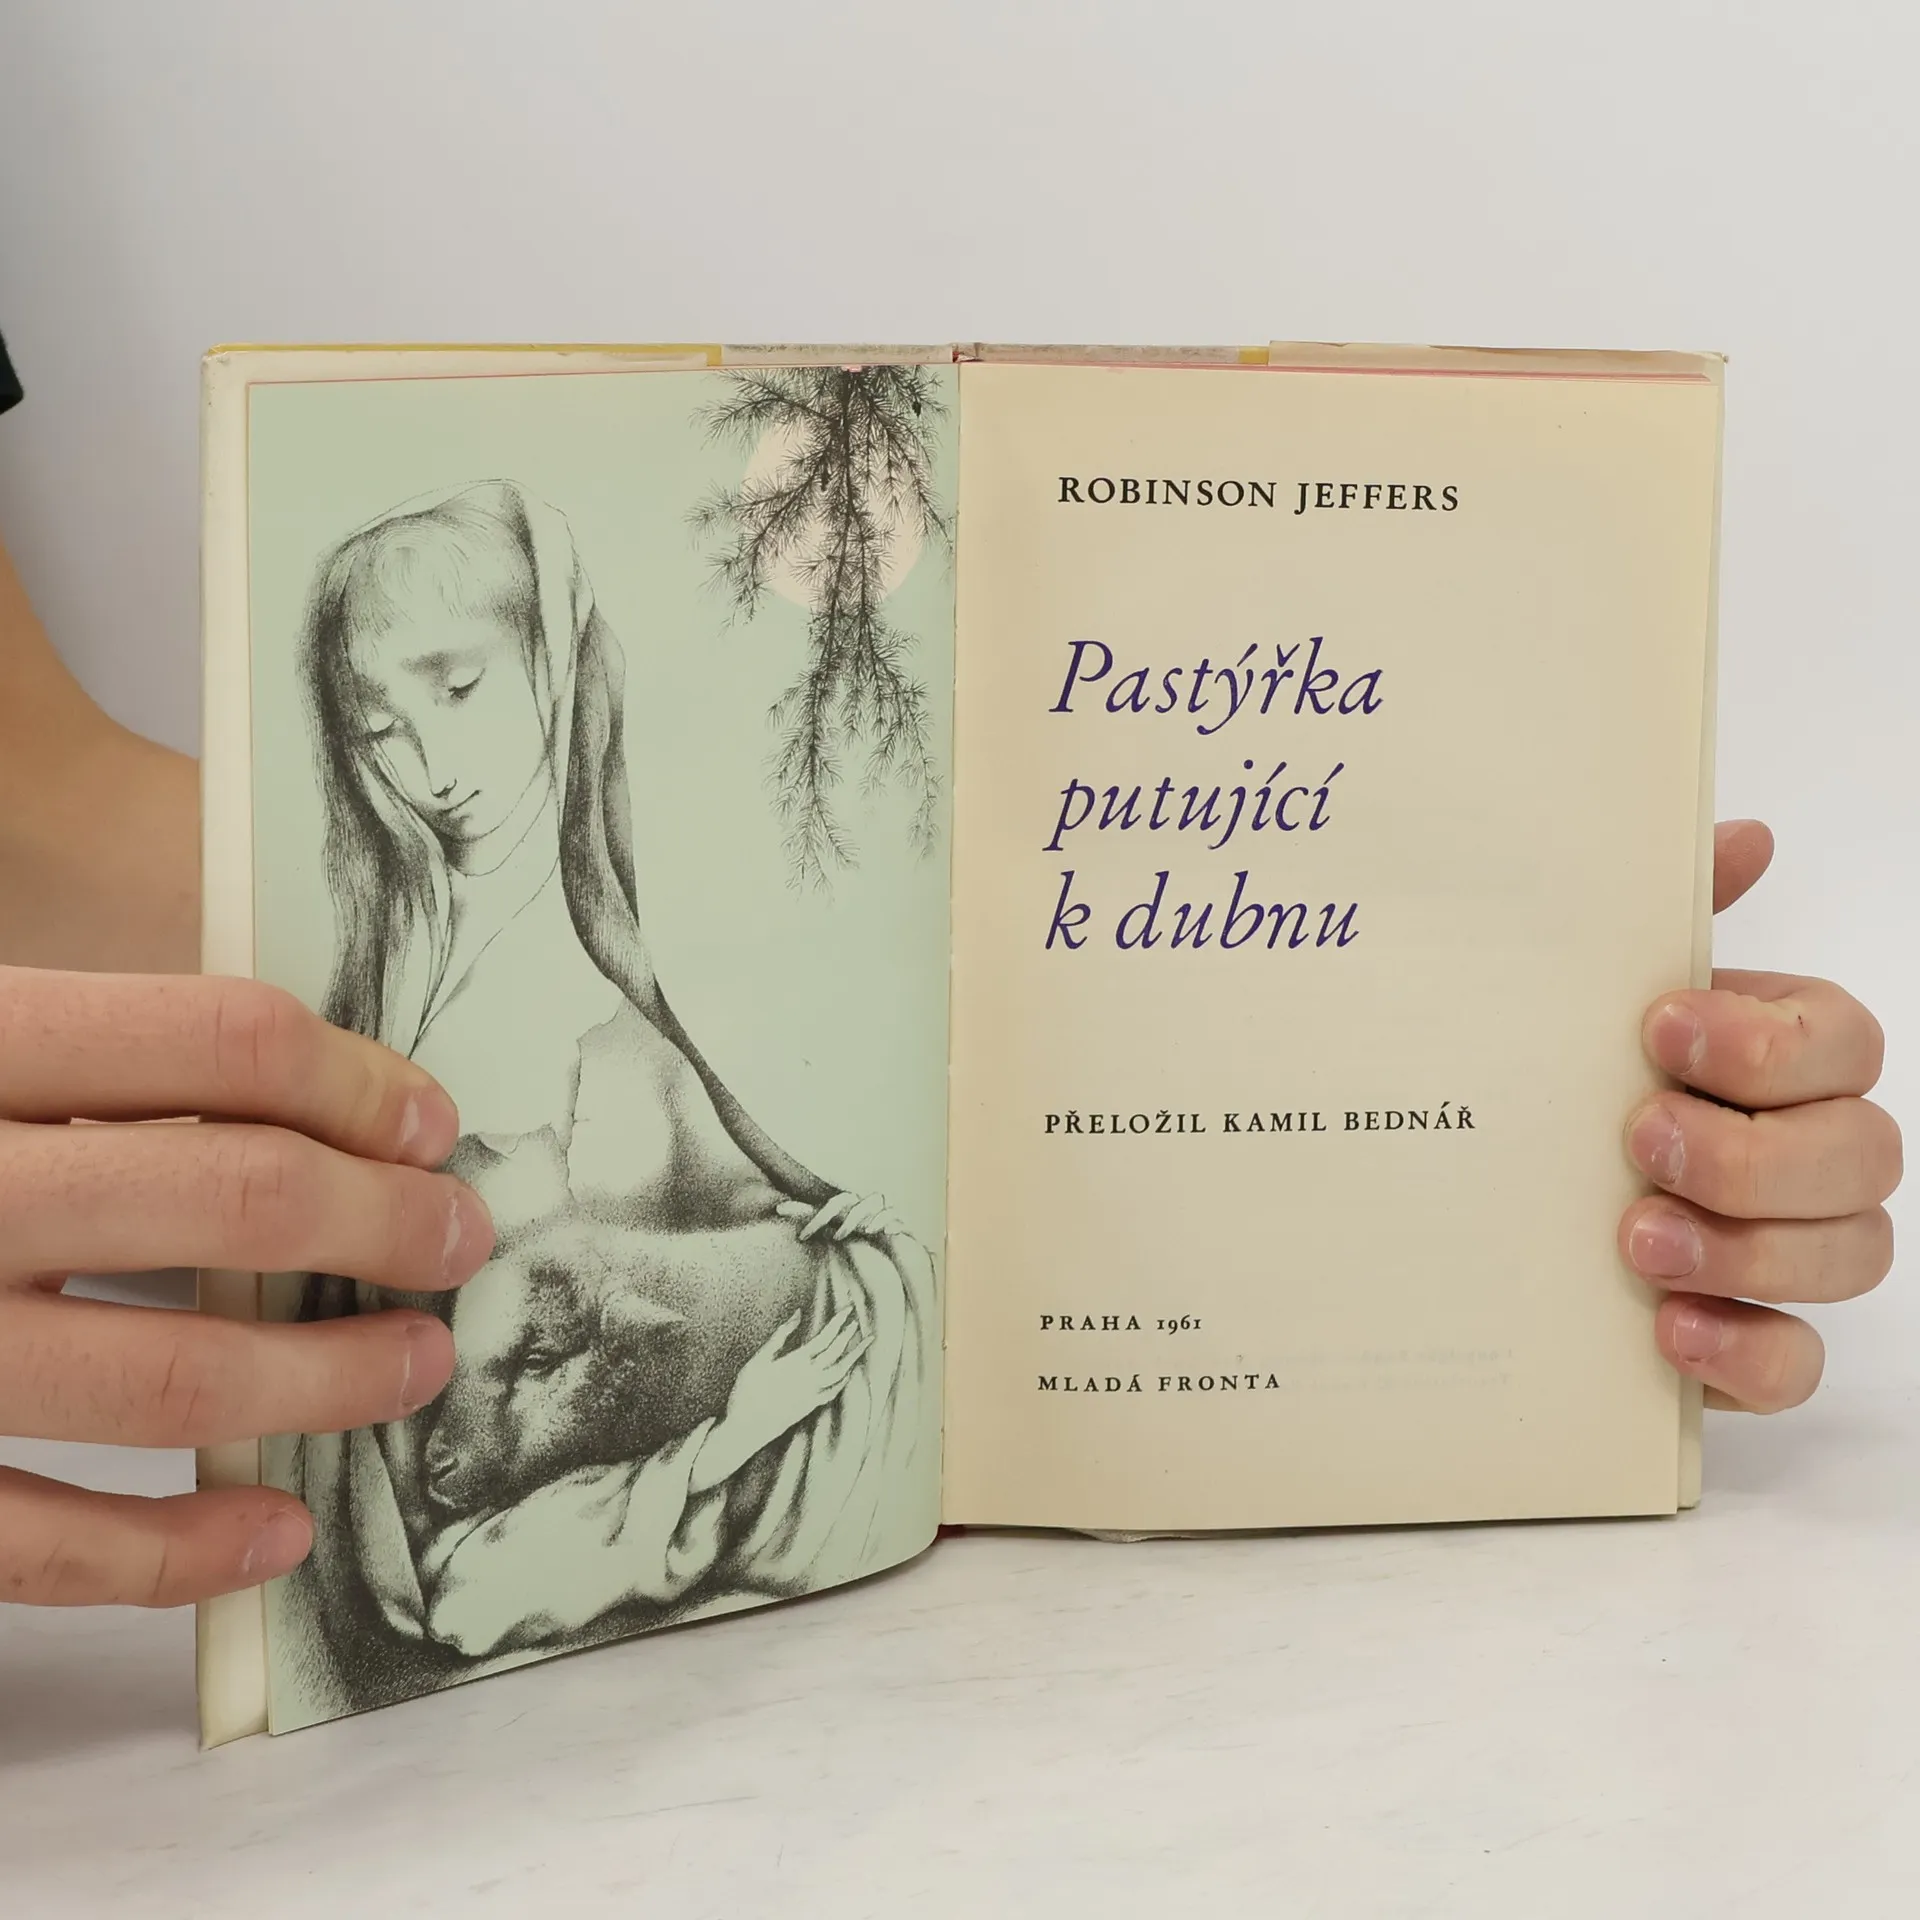 ROBINSON JEFFERS
Pastýřka
putující
k dubnu
PŘELOŽIL KAMIL BEDNÁŘ
PRAHA 1961
MLADÁ FRONTA